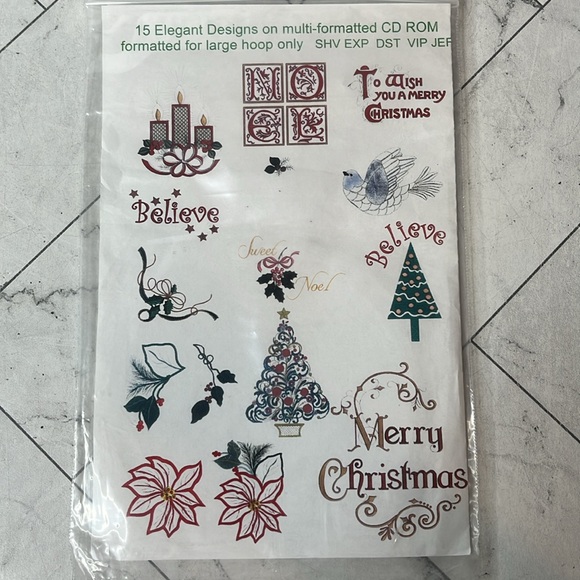 15 Elegant Designs on multi-formatted CD ROM
formatted for large hoop only SHV EXP DST VIP JEF
NO
EL
To Wish
you a Merry
Christmas
Believe
Believe
Sweet
Noel
Merry
Christmas